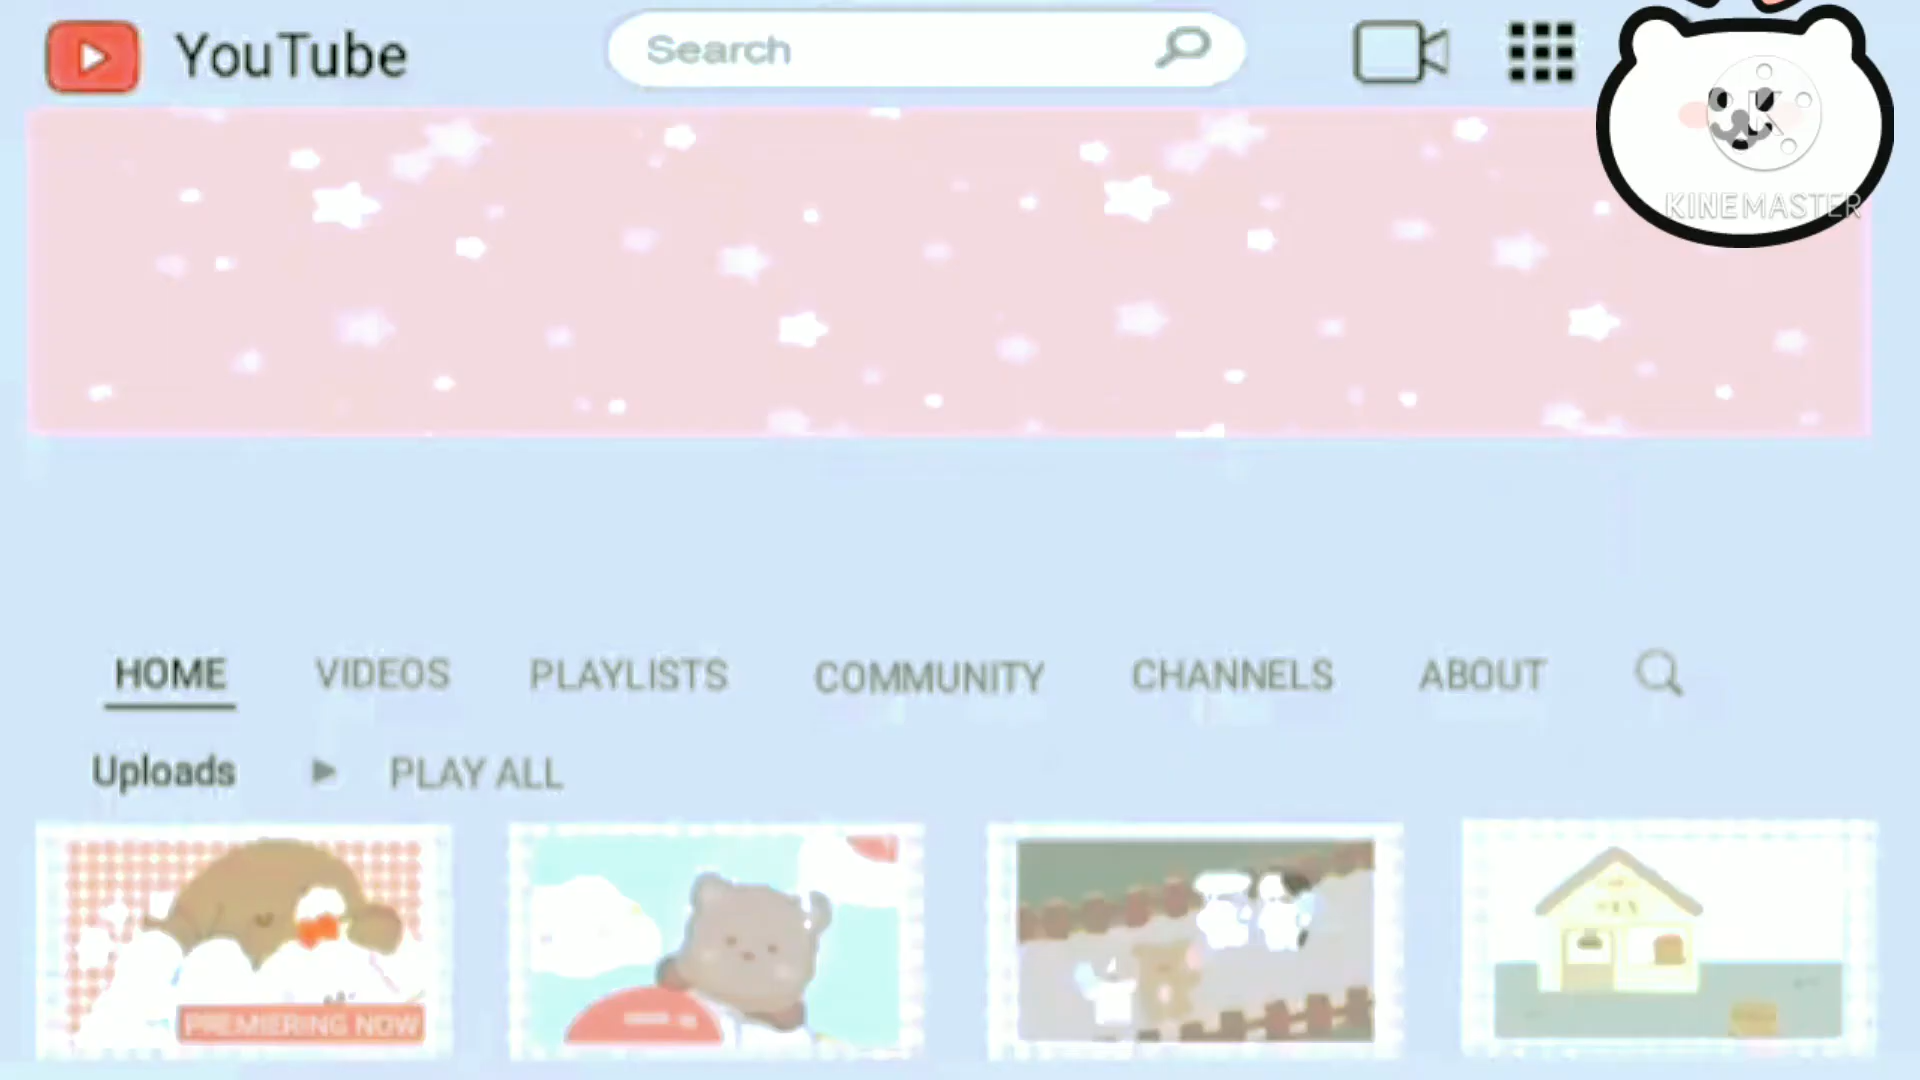 YouTube
Search
KINEMASTER
HOME VIDEOS PLAYLISTS COMMUNITY CHANNELS ABOUT
Uploads PLAY ALL
PREMIERING NOW